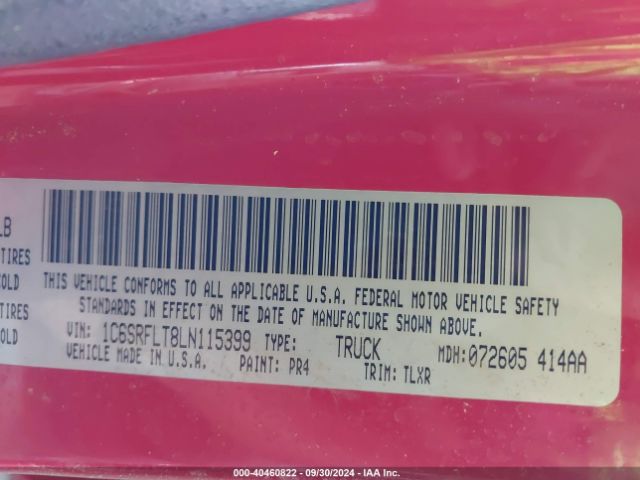 LB
TIRES
OLD
TIRES
OLD
THIS VEHICLE CONFORMS TO ALL APPLICABLE U.S.A. FEDERAL MOTOR VEHICLE SAFETY
STANDARDS IN EFFECT ON THE DATE OF MANUFACTURE SHOWN ABOVE.
VIN: 1C6SRFLT8LN115399 TYPE: TRUCK MDH:072605 414AA
VEHICLE MADE IN U.S.A. PAINT: PR4 TRIM: TLXR
000-40460822 - 09/30/2024 - IAA Inc.